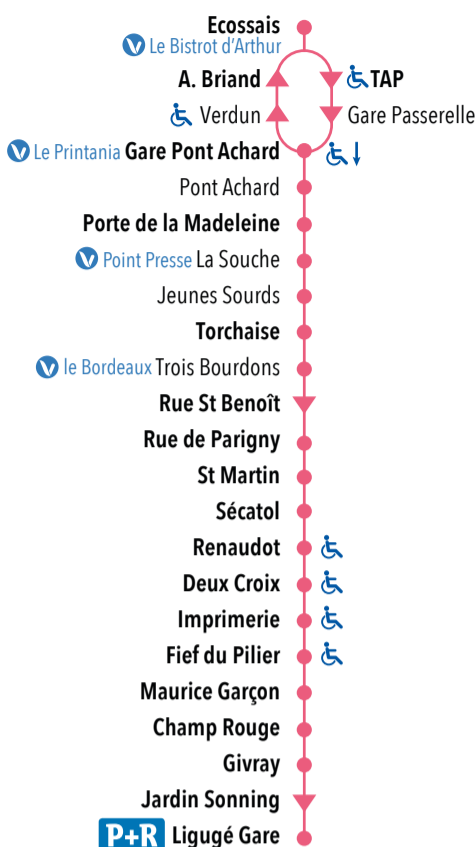 Ecossais
Le Bistrot d'Arthur
A. Briand TAP
Verdun Gare Passerelle
Le Printania Gare Pont Achard
Pont Achard
Porte de la Madeleine
Point Presse La Souche
Jeunes Sourds
Torchaise
le Bordeaux Trois Bourdons
Rue St Benoît
Rue de Parigny
St Martin
Sécatol
Renaudot
Deux Croix
Imprimerie
Fief du Pilier
Maurice Garçon
Champ Rouge
Givray
Jardin Sonning
P+R Ligugé Gare